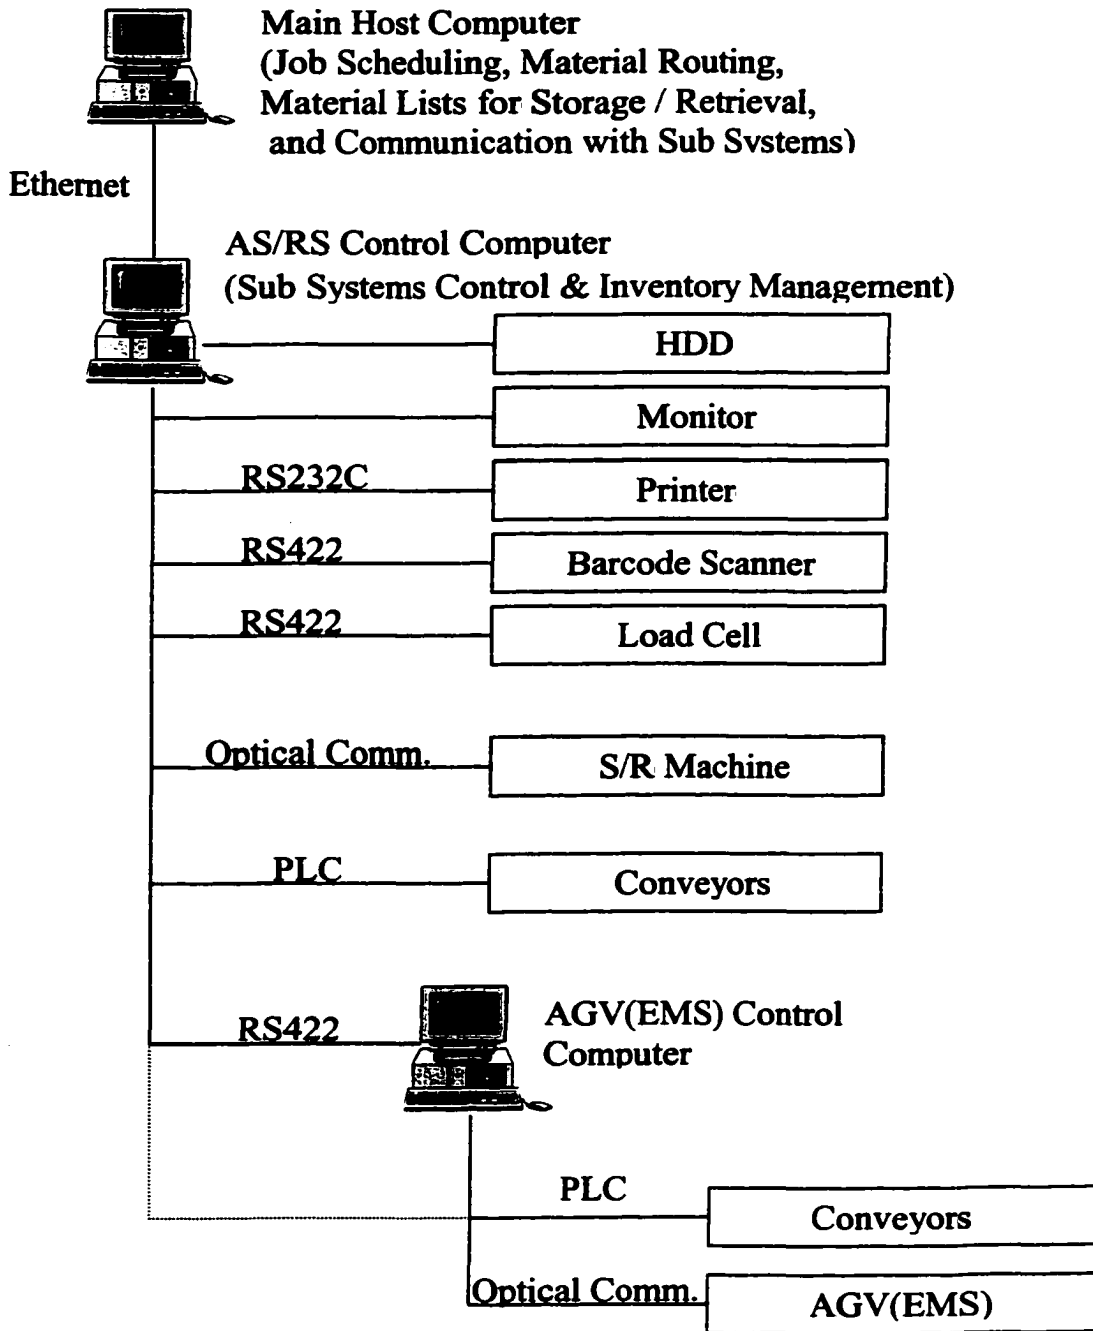 Main Host Computer
(Job Scheduling, Material Routing,
Material Lists for Storage / Retrieval,
and Communication with Sub Systems)
Ethernet
AS/RS Control Computer
(Sub Systems Control & Inventory Management)
HDD
Monitor
RS232C
Printer
RS422
Barcode Scanner
RS422
Load Cell
Optical Comm.
S/R Machine
PLC
Conveyors
RS422
AGV(EMS) Control
Computer
PLC
Conveyors
Optical Comm.
AGV(EMS)